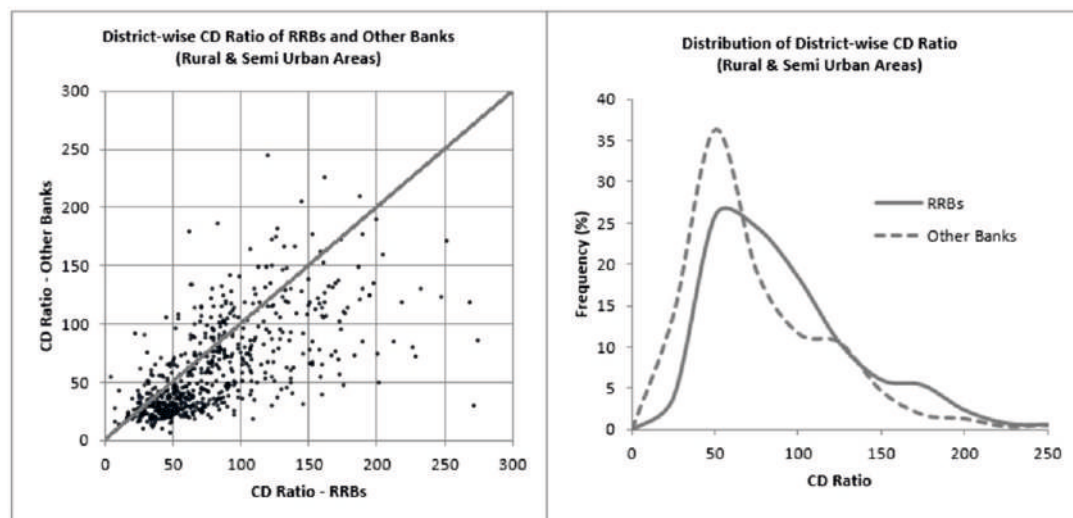 District-wise CD Ratio of RRBs and Other Banks
(Rural & Semi Urban Areas)
300
250
200
150
100
50
0
CD Ratio - Other Banks
0 50 100 150 200 250 300
CD Ratio - RRBs
Distribution of District-wise CD Ratio
(Rural & Semi Urban Areas)
40
35
30
25
20
15
10
5
0
Frequency (%)
RRBs
Other Banks
0 50 100 150 200 250
CD Ratio